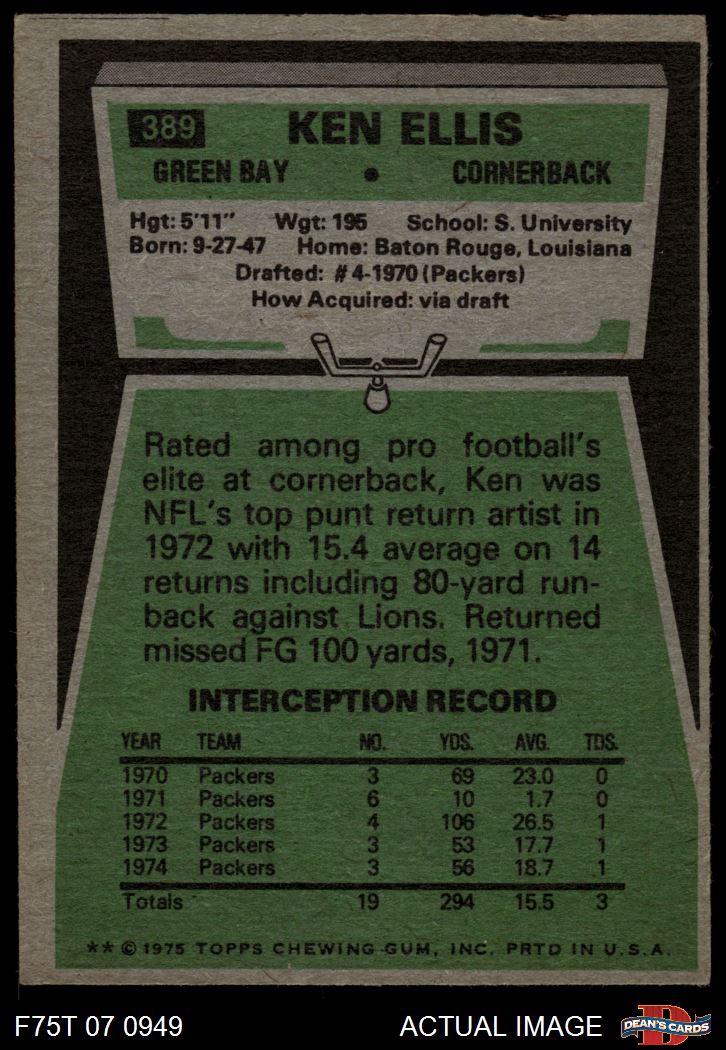 389 KEN ELLIS
GREEN BAY • CORNERBACK
Hgt: 5'11" Wgt: 195 School: S. University
Born: 9-27-47 Home: Baton Rouge, Louisiana
Drafted: #4-1970 (Packers)
How Acquired: via draft
Rated among pro football's
elite at cornerback, Ken was
NFL's top punt return artist in
1972 with 15.4 average on 14
returns including 80-yard run-
back against Lions. Returned
missed FG 100 yards, 1971.
INTERCEPTION RECORD
YEAR TEAM NO. YDS. AVG. TDS.
1970 Packers 3 69 23.0 0
1971 Packers 6 10 1.7 0
1972 Packers 4 106 26.5 1
1973 Packers 3 53 17.7 1
1974 Packers 3 56 18.7 1
Totals 19 294 15.5 3
** © 1975 TOPPS CHEWING GUM, INC. PRTD IN U.S.A.
F75T 07 0949 ACTUAL IMAGE D DEAN'S CARDS